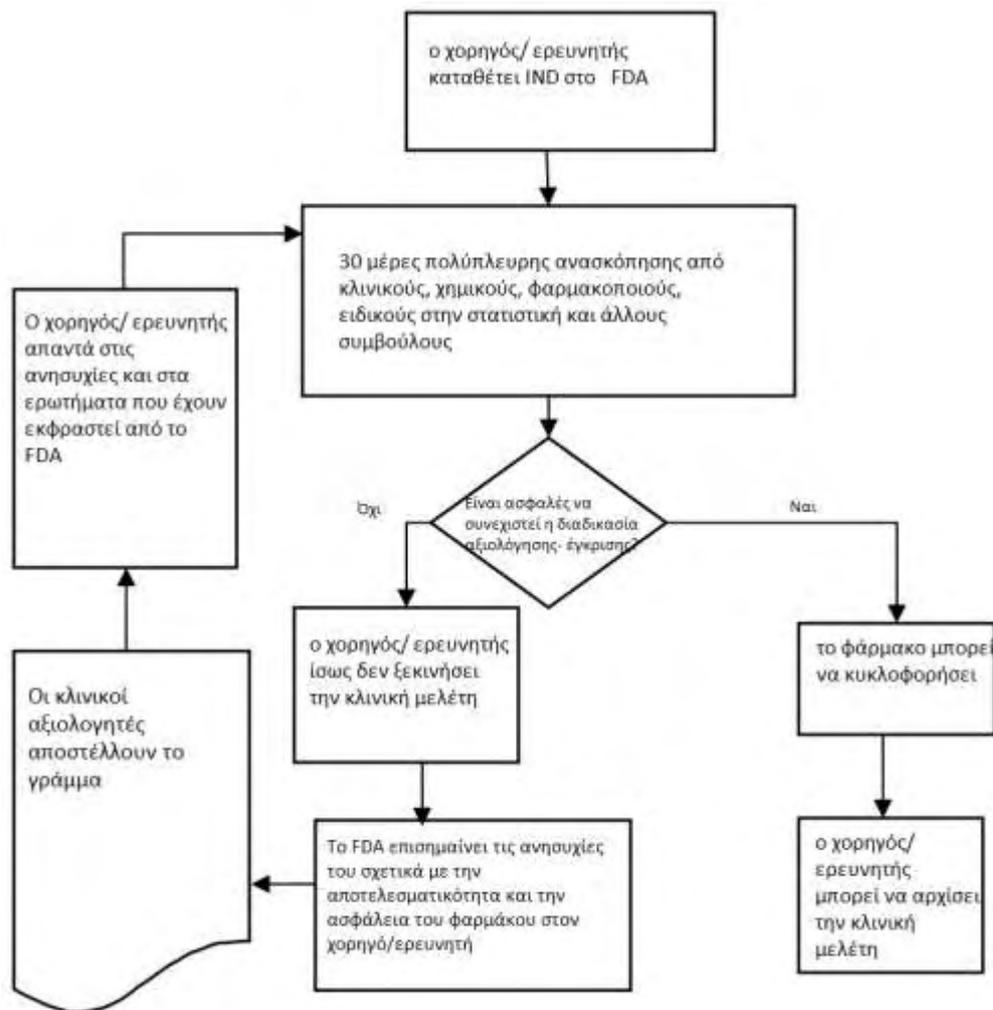 ο χορηγός/ ερευνητής
καταθέτει IND στο FDA
30 μέρες πολύπλευρης ανασκόπησης από
κλινικούς, χημικούς, φαρμακοποιούς,
ειδικούς στην στατιστική και άλλους
συμβούλους
Ο χορηγός/ ερευνητής
απαντά στις
ανησυχίες και στα
ερωτήματα που έχουν
εκφραστεί από το
FDA
Όχι
Είναι ασφαλές να
συνεχιστεί η διαδικασία
αξιολόγησης- έγκρισης?
Ναι
ο χορηγός/ ερευνητής
ίσως δεν ξεκινήσει
την κλινική μελέτη
το φάρμακο μπορεί
να κυκλοφορήσει
Οι κλινικοί
αξιολογητές
αποστέλλουν το
γράμμα
Το FDA επισημαίνει τις ανησυχίες
του σχετικά με την
αποτελεσματικότητα και την
ασφάλεια του φαρμάκου στον
χορηγό/ερευνητή
ο χορηγός/
ερευνητής
μπορεί να αρχίσει
την κλινική
μελέτη